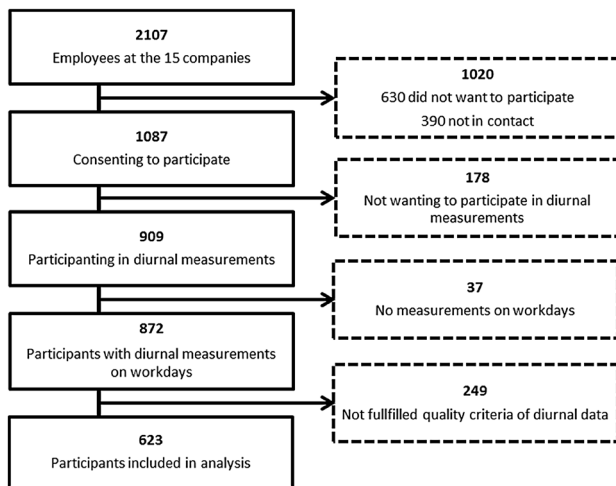 2107
Employees at the 15 companies
1020
630 did not want to participate
390 not in contact
1087
Consenting to participate
178
Not wanting to participate in diurnal
measurements
909
Participanting in diurnal measurements
37
No measurements on workdays
872
Participants with diurnal measurements
on workdays
249
Not fullfilled quality criteria of diurnal data
623
Participants included in analysis